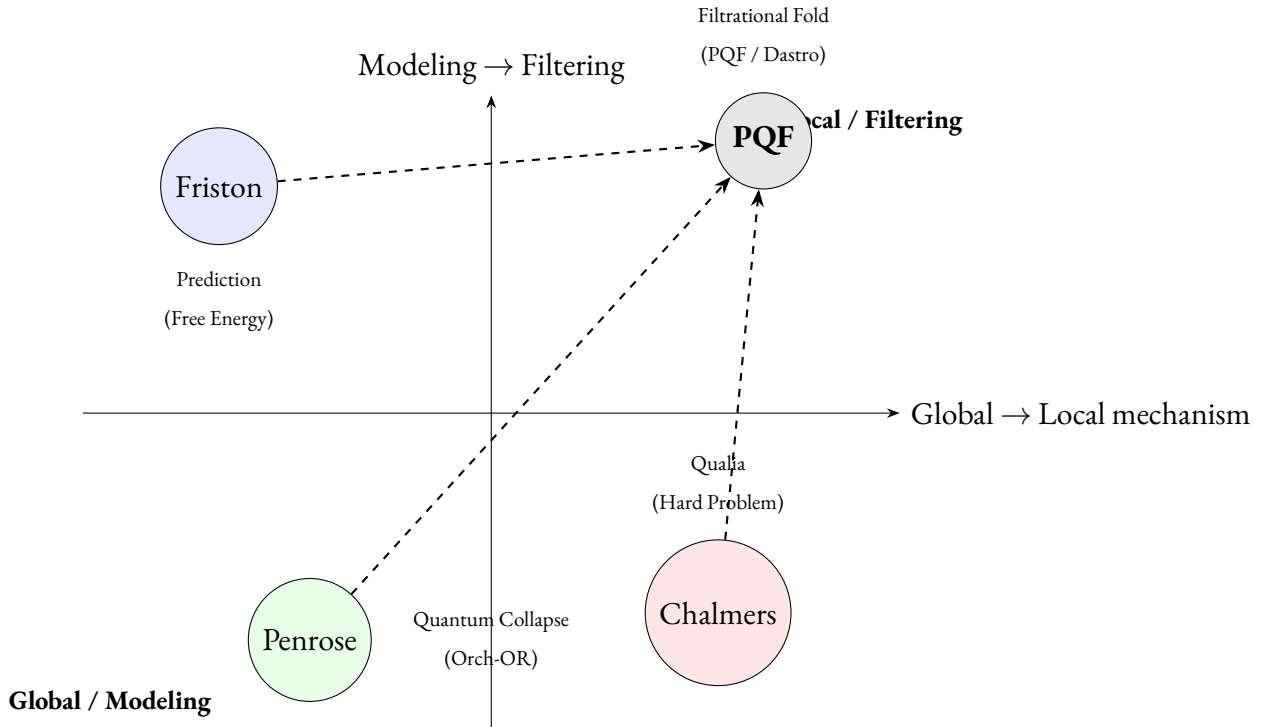 Filtrational Fold
(PQF / Dastro)
Modeling → Filtering
PQF
ocal / Filtering
Friston
Prediction
(Free Energy)
Global → Local mechanism
Qualia
(Hard Problem)
Chalmers
Quantum Collapse
(Orch-OR)
Penrose
Global / Modeling